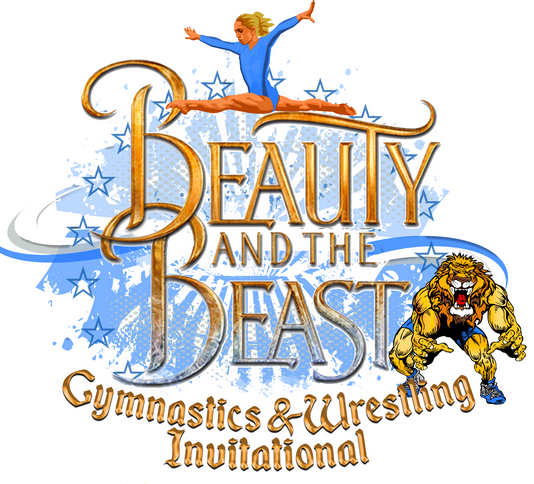 BEAUTY
AND THE
BEAST
Gymnastics & Wrestling
Invitational